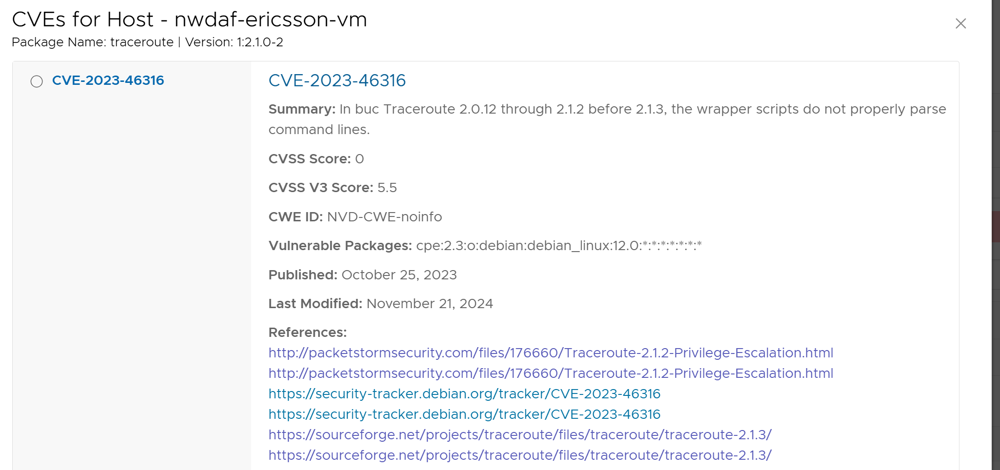 CVEs for Host - nwdaf-ericsson-vm
Package Name: traceroute | Version: 1:2.1.0-2
CVE-2023-46316
CVE-2023-46316
Summary: In buc Traceroute 2.0.12 through 2.1.2 before 2.1.3, the wrapper scripts do not properly parse
command lines.
CVSS Score: 0
CVSS V3 Score: 5.5
CWE ID: NVD-CWE-noinfo
Vulnerable Packages: cpe:2.3:o:debian:debian_linux:12.0:*:*:*:*:*:*:*
Published: October 25, 2023
Last Modified: November 21, 2024
References:
http://packetstormsecurity.com/files/176660/Traceroute-2.1.2-Privilege-Escalation.html
http://packetstormsecurity.com/files/176660/Traceroute-2.1.2-Privilege-Escalation.html
https://security-tracker.debian.org/tracker/CVE-2023-46316
https://security-tracker.debian.org/tracker/CVE-2023-46316
https://sourceforge.net/projects/traceroute/files/traceroute/traceroute-2.1.3/
https://sourceforge.net/projects/traceroute/files/traceroute/traceroute-2.1.3/